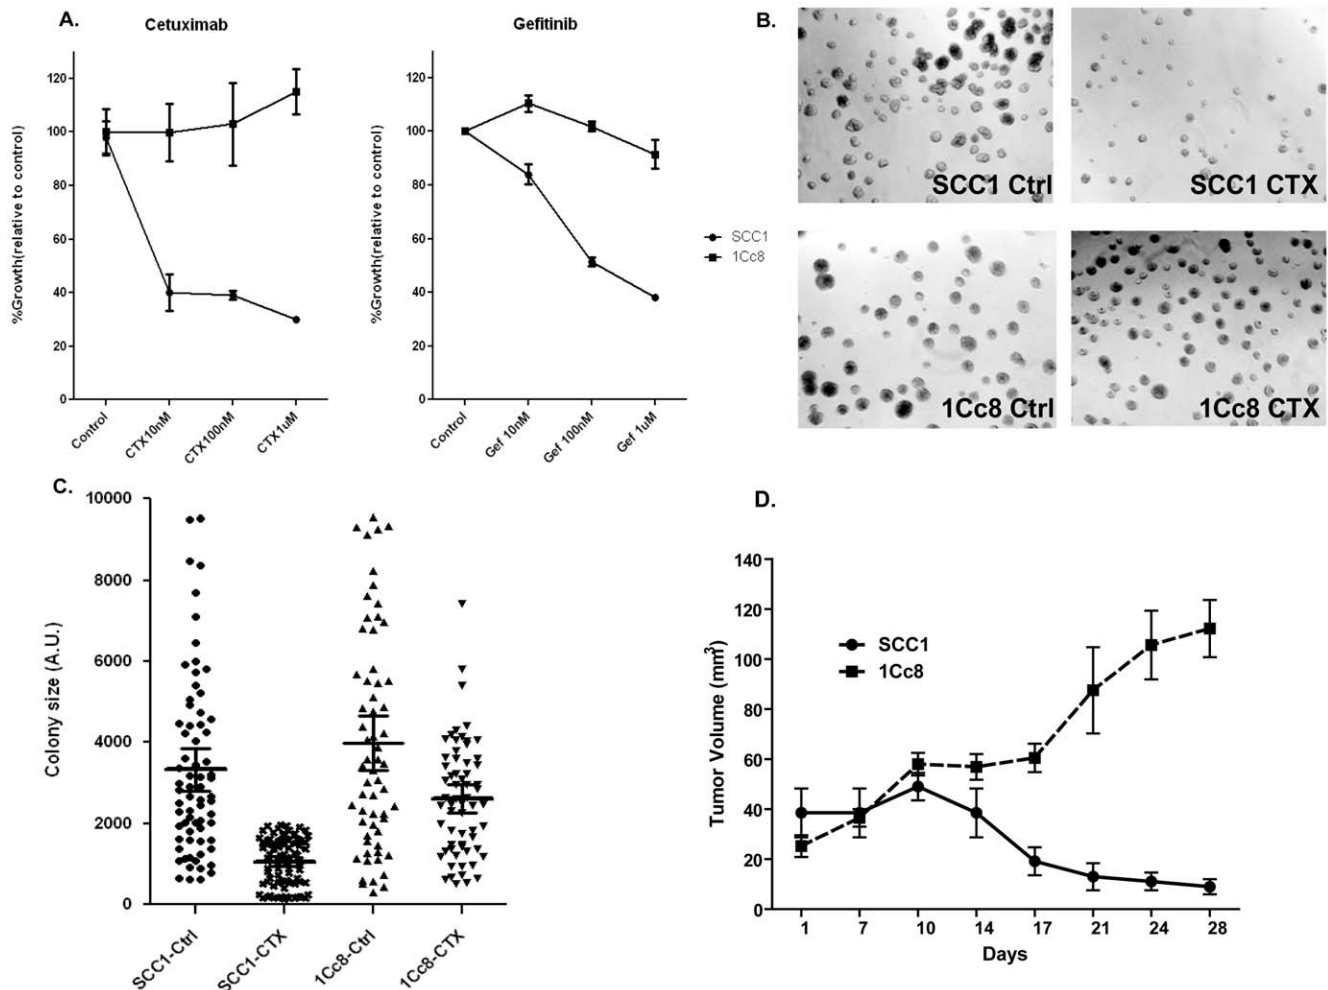 A.
Cetuximab
%Growth(relative to control)
120
100
80
60
40
20
0
Control
CTX10nM
CTX100nM
CTX1uM
Gefitinib
%Growth(relative to control)
120
100
80
60
40
20
0
Control
Gef 10nM
Gef 100nM
Gef 1uM
SCC1
1Cc8
B.
SCC1 Ctrl
SCC1 CTX
1Cc8 Ctrl
1Cc8 CTX
C.
Colony size (A.U.)
10000
8000
6000
4000
2000
0
SCC1-Ctrl
SCC1-CTX
1Cc8-Ctrl
1Cc8-CTX
D.
Tumor Volume (mm³)
140
120
100
80
60
40
20
0
SCC1
1Cc8
1
7
10
14
17
21
24
28
Days